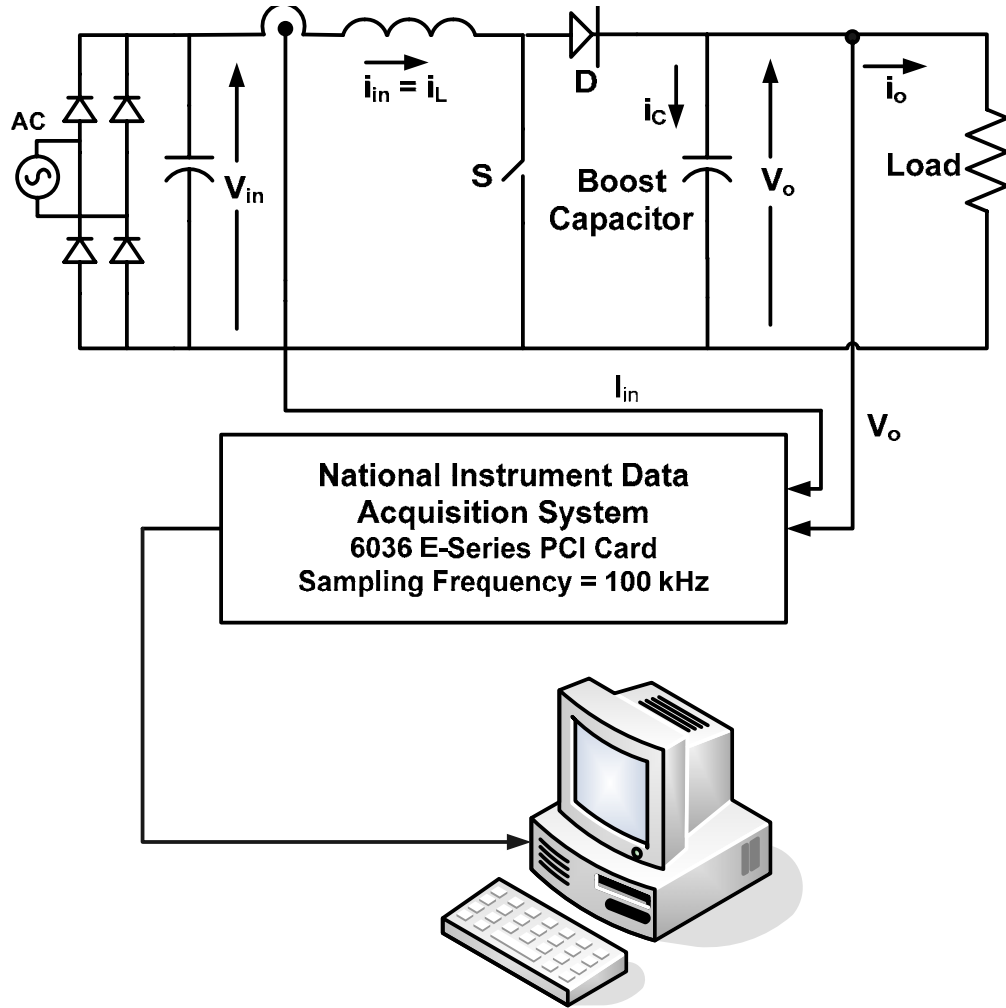 AC
V_in
i_in = i_L
S
D
i_C
Boost
Capacitor
V_o
i_o
Load
I_in
V_o
National Instrument Data
Acquisition System
6036 E-Series PCI Card
Sampling Frequency = 100 kHz